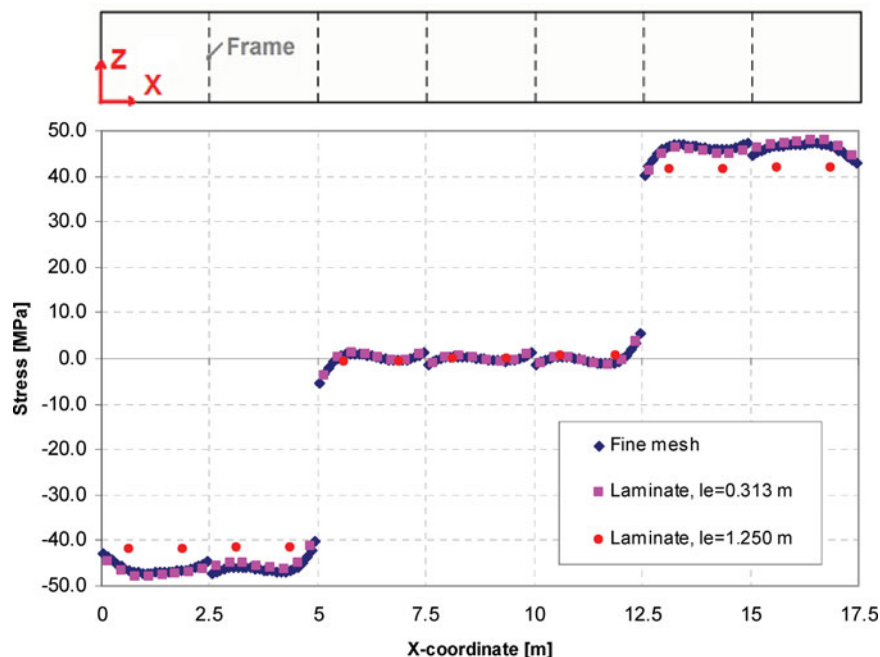 Frame
Z
X
50.0
40.0
30.0
20.0
10.0
0.0
-10.0
-20.0
-30.0
-40.0
-50.0
Stress [MPa]
Fine mesh
Laminate, le=0.313 m
Laminate, le=1.250 m
0 2.5 5 7.5 10 12.5 15 17.5
X-coordinate [m]